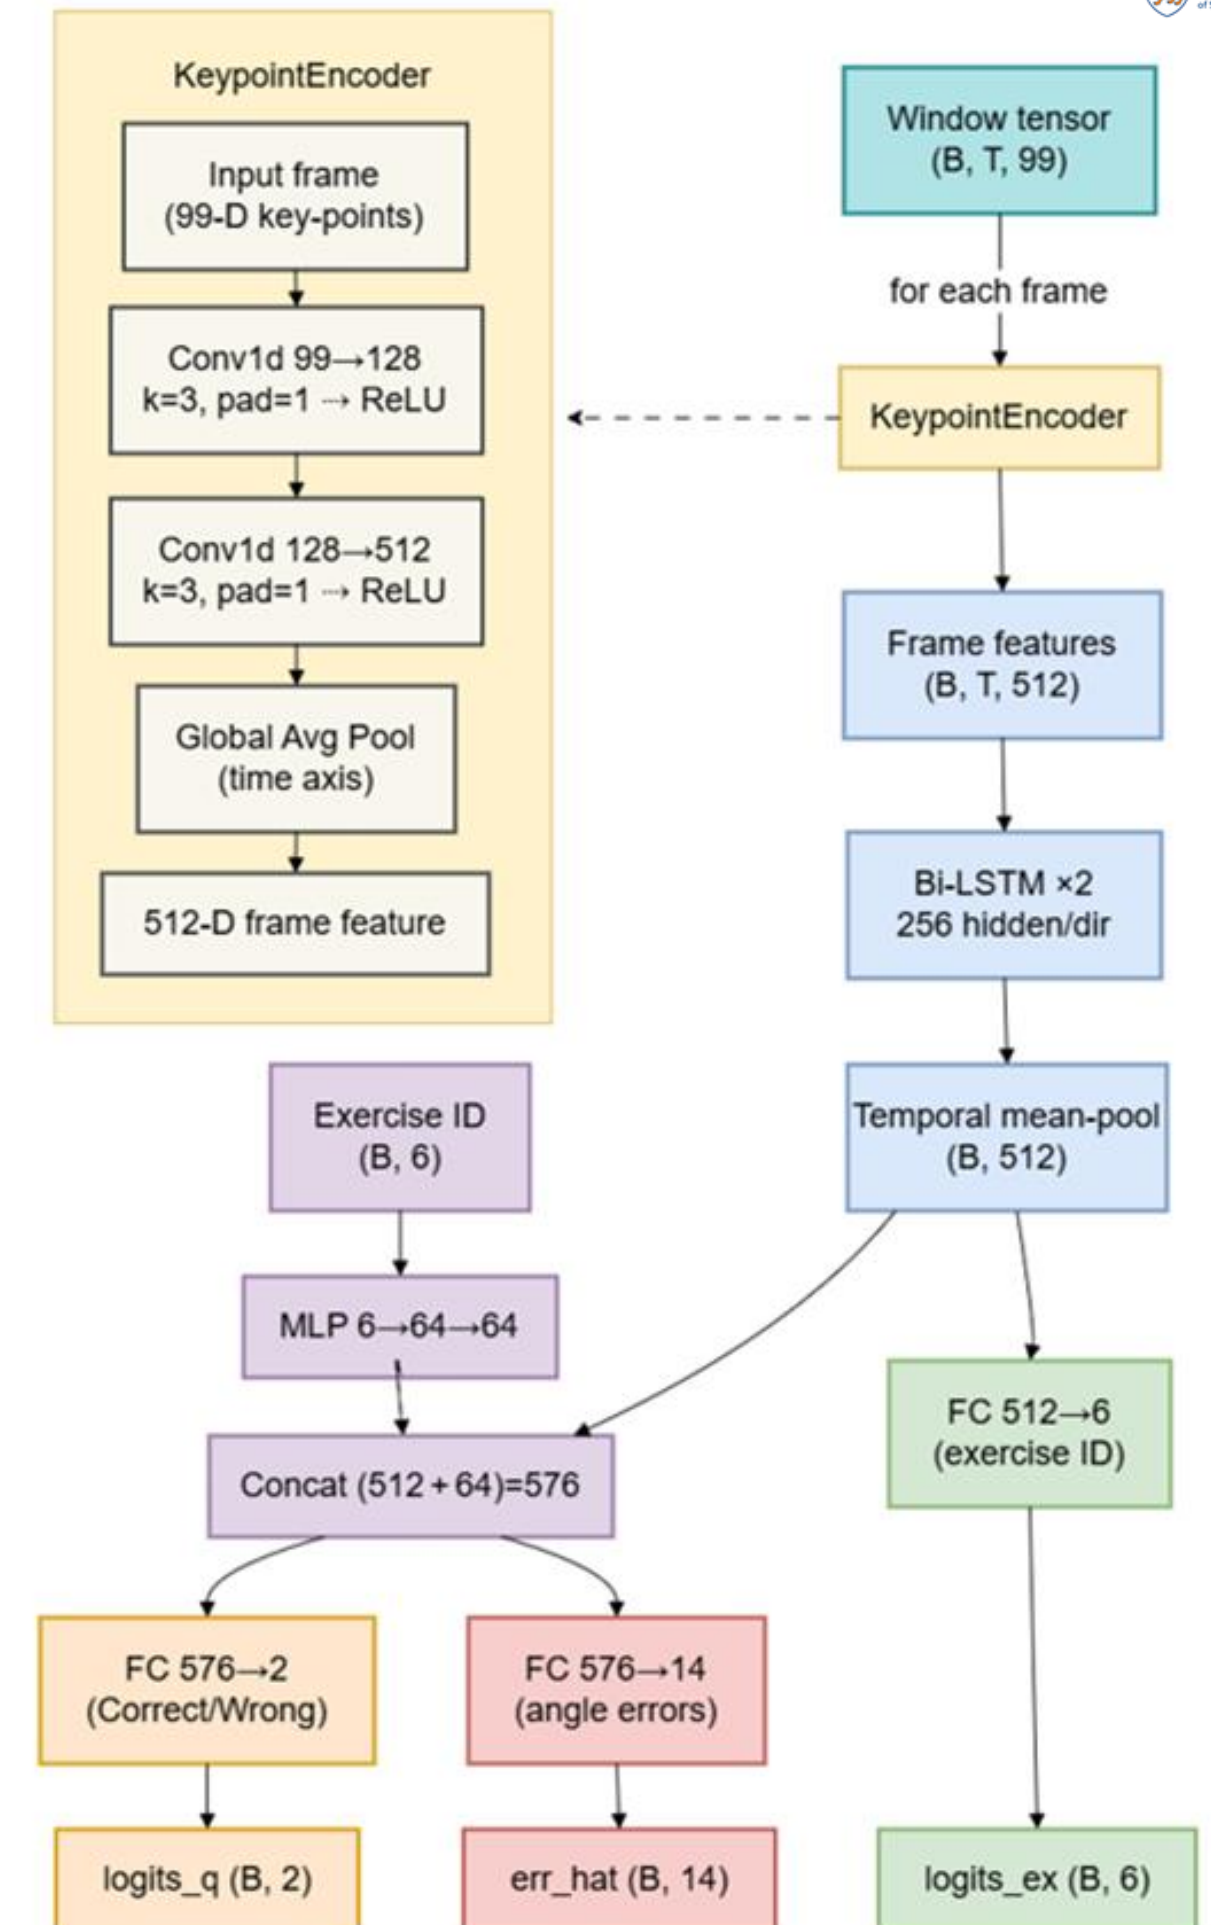 KeypointEncoder
Input frame
(99-D key-points)
Conv1d 99→128
k=3, pad=1 ⇢ ReLU
Conv1d 128→512
k=3, pad=1 ⇢ ReLU
Global Avg Pool
(time axis)
512-D frame feature
Window tensor
(B, T, 99)
for each frame
KeypointEncoder
Frame features
(B, T, 512)
Bi-LSTM ×2
256 hidden/dir
Temporal mean-pool
(B, 512)
Exercise ID
(B, 6)
MLP 6→64→64
Concat (512 + 64)=576
FC 512→6
(exercise ID)
FC 576→2
(Correct/Wrong)
FC 576→14
(angle errors)
logits_q (B, 2)
err_hat (B, 14)
logits_ex (B, 6)